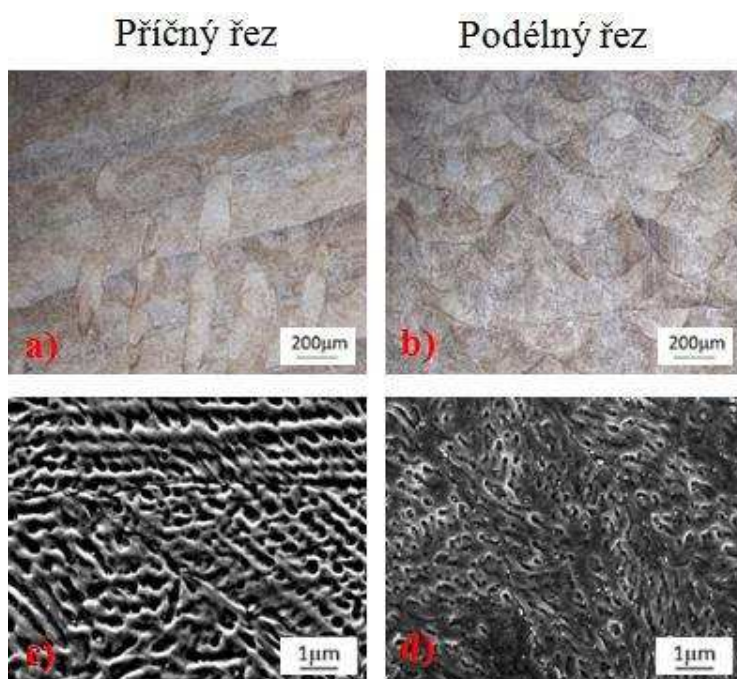 Příčný řez
Podélný řez
a)
200μm
b)
200μm
c)
1μm
d)
1μm